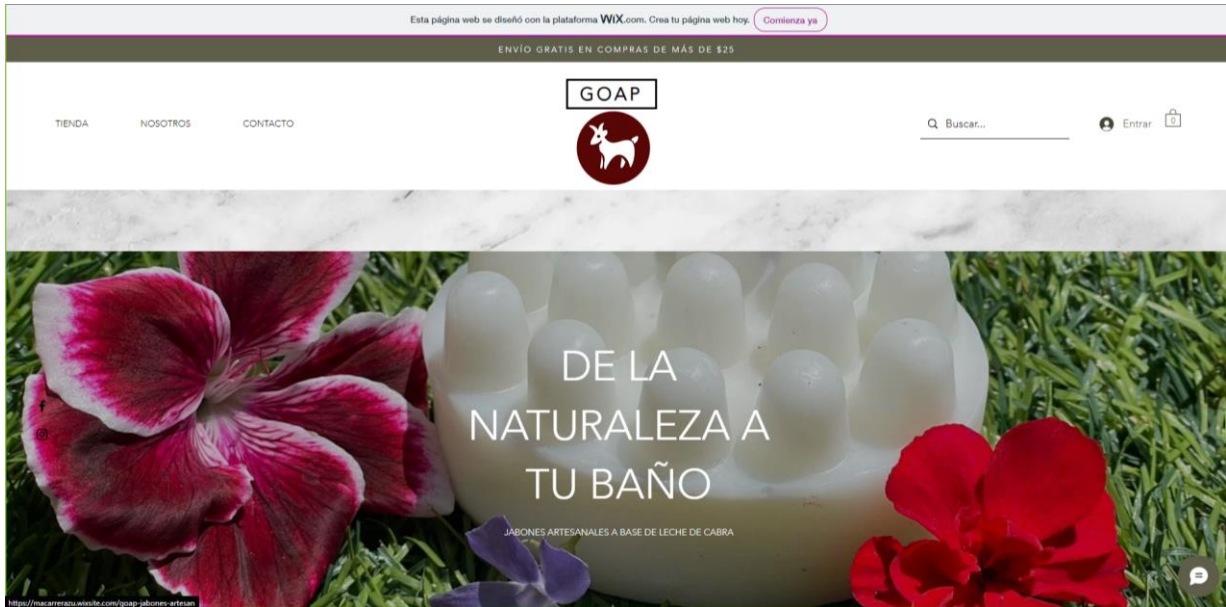 Esta página web se diseñó con la plataforma WiX.com. Crea tu página web hoy. Comienza ya
ENVÍO GRATIS EN COMPRAS DE MÁS DE $25
GOAP
TIENDA NOSOTROS CONTACTO Buscar... Entrar 0
DE LA
NATURALEZA A
TU BAÑO
JABONES ARTESANALES A BASE DE LECHE DE CABRA
https://macarrerazu.wixsite.com/goap-jabones-artesan